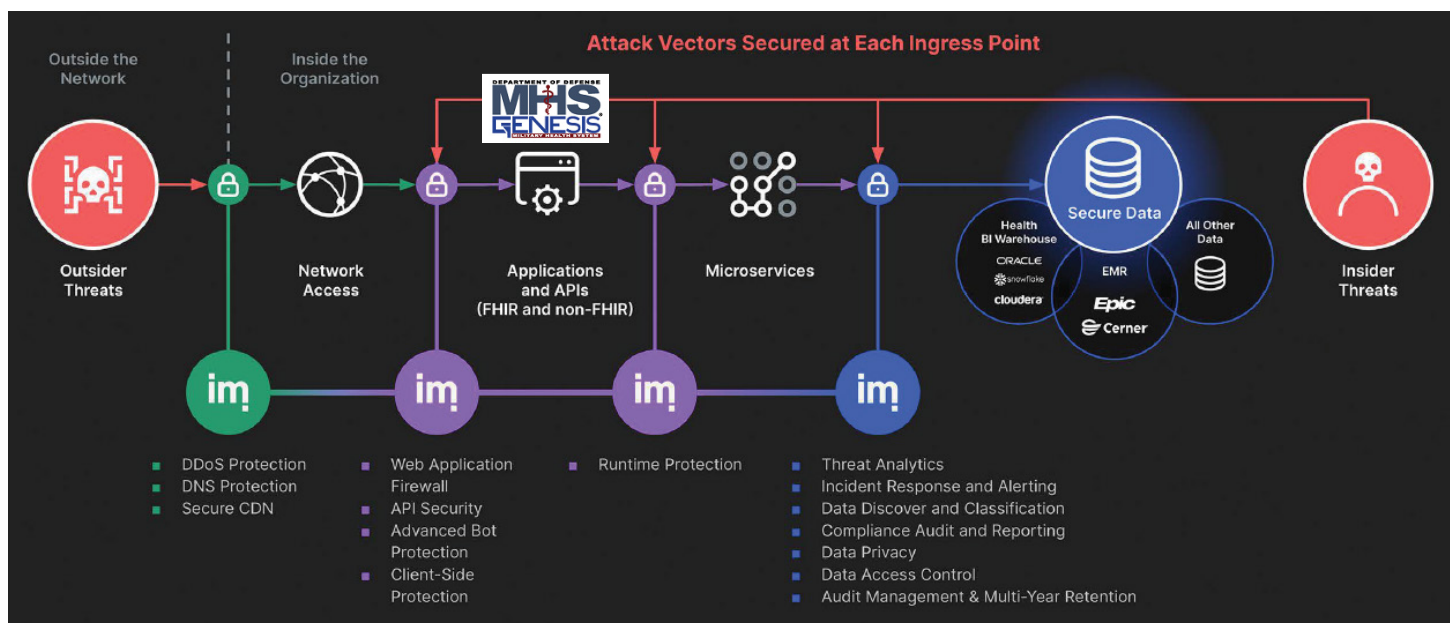 Attack Vectors Secured at Each Ingress Point
Outside the
Network
Inside the
Organization
DEPARTMENT OF DEFENSE
MHS
GENESIS®
MILITARY HEALTH SYSTEM
Outsider
Threats
Network
Access
Applications
and APIs
(FHIR and non-FHIR)
Microservices
Secure Data
Health
BI Warehouse
ORACLE
snowflake
cloudera
EMR
Epic
Cerner
All Other
Data
Insider
Threats
im
im
im
im
DDoS Protection
DNS Protection
Secure CDN
Web Application
Firewall
API Security
Advanced Bot
Protection
Client-Side
Protection
Runtime Protection
Threat Analytics
Incident Response and Alerting
Data Discover and Classification
Compliance Audit and Reporting
Data Privacy
Data Access Control
Audit Management & Multi-Year Retention